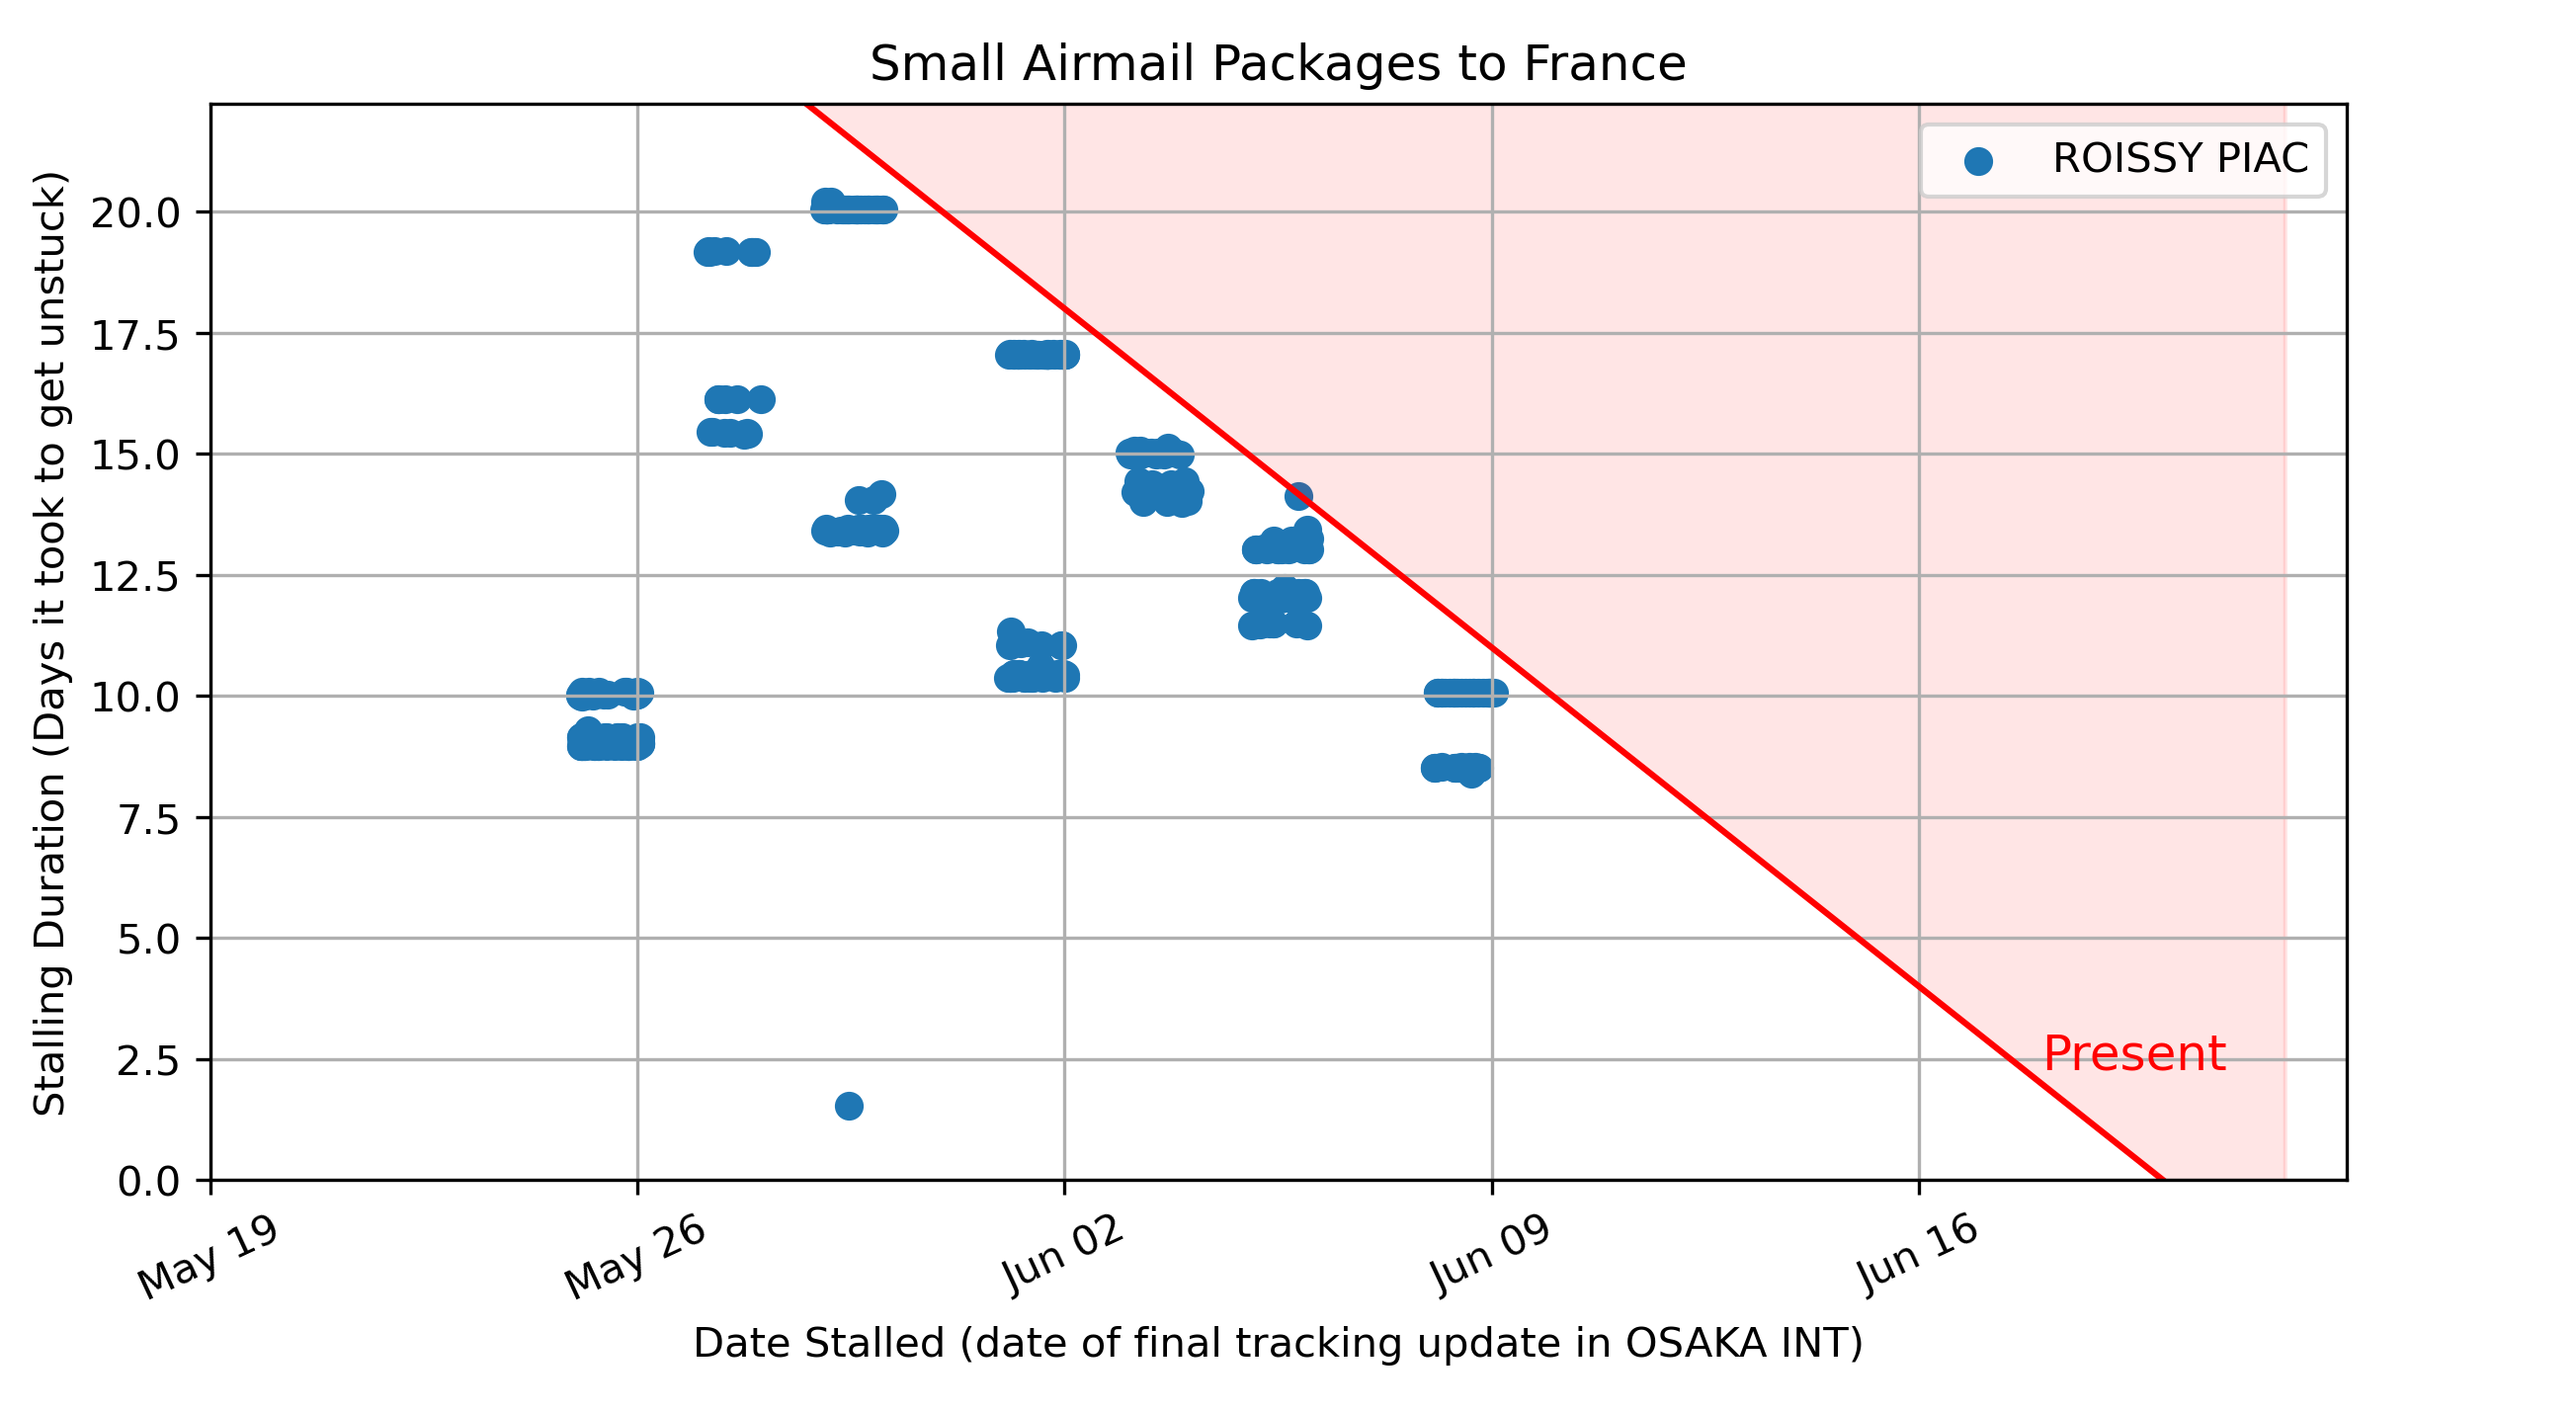 Small Airmail Packages to France
ROISSY PIAC
Stalling Duration (Days it took to get unstuck)
20.0
17.5
15.0
12.5
10.0
7.5
5.0
2.5
0.0
Present
May 19
May 26
Jun 02
Jun 09
Jun 16
Date Stalled (date of final tracking update in OSAKA INT)